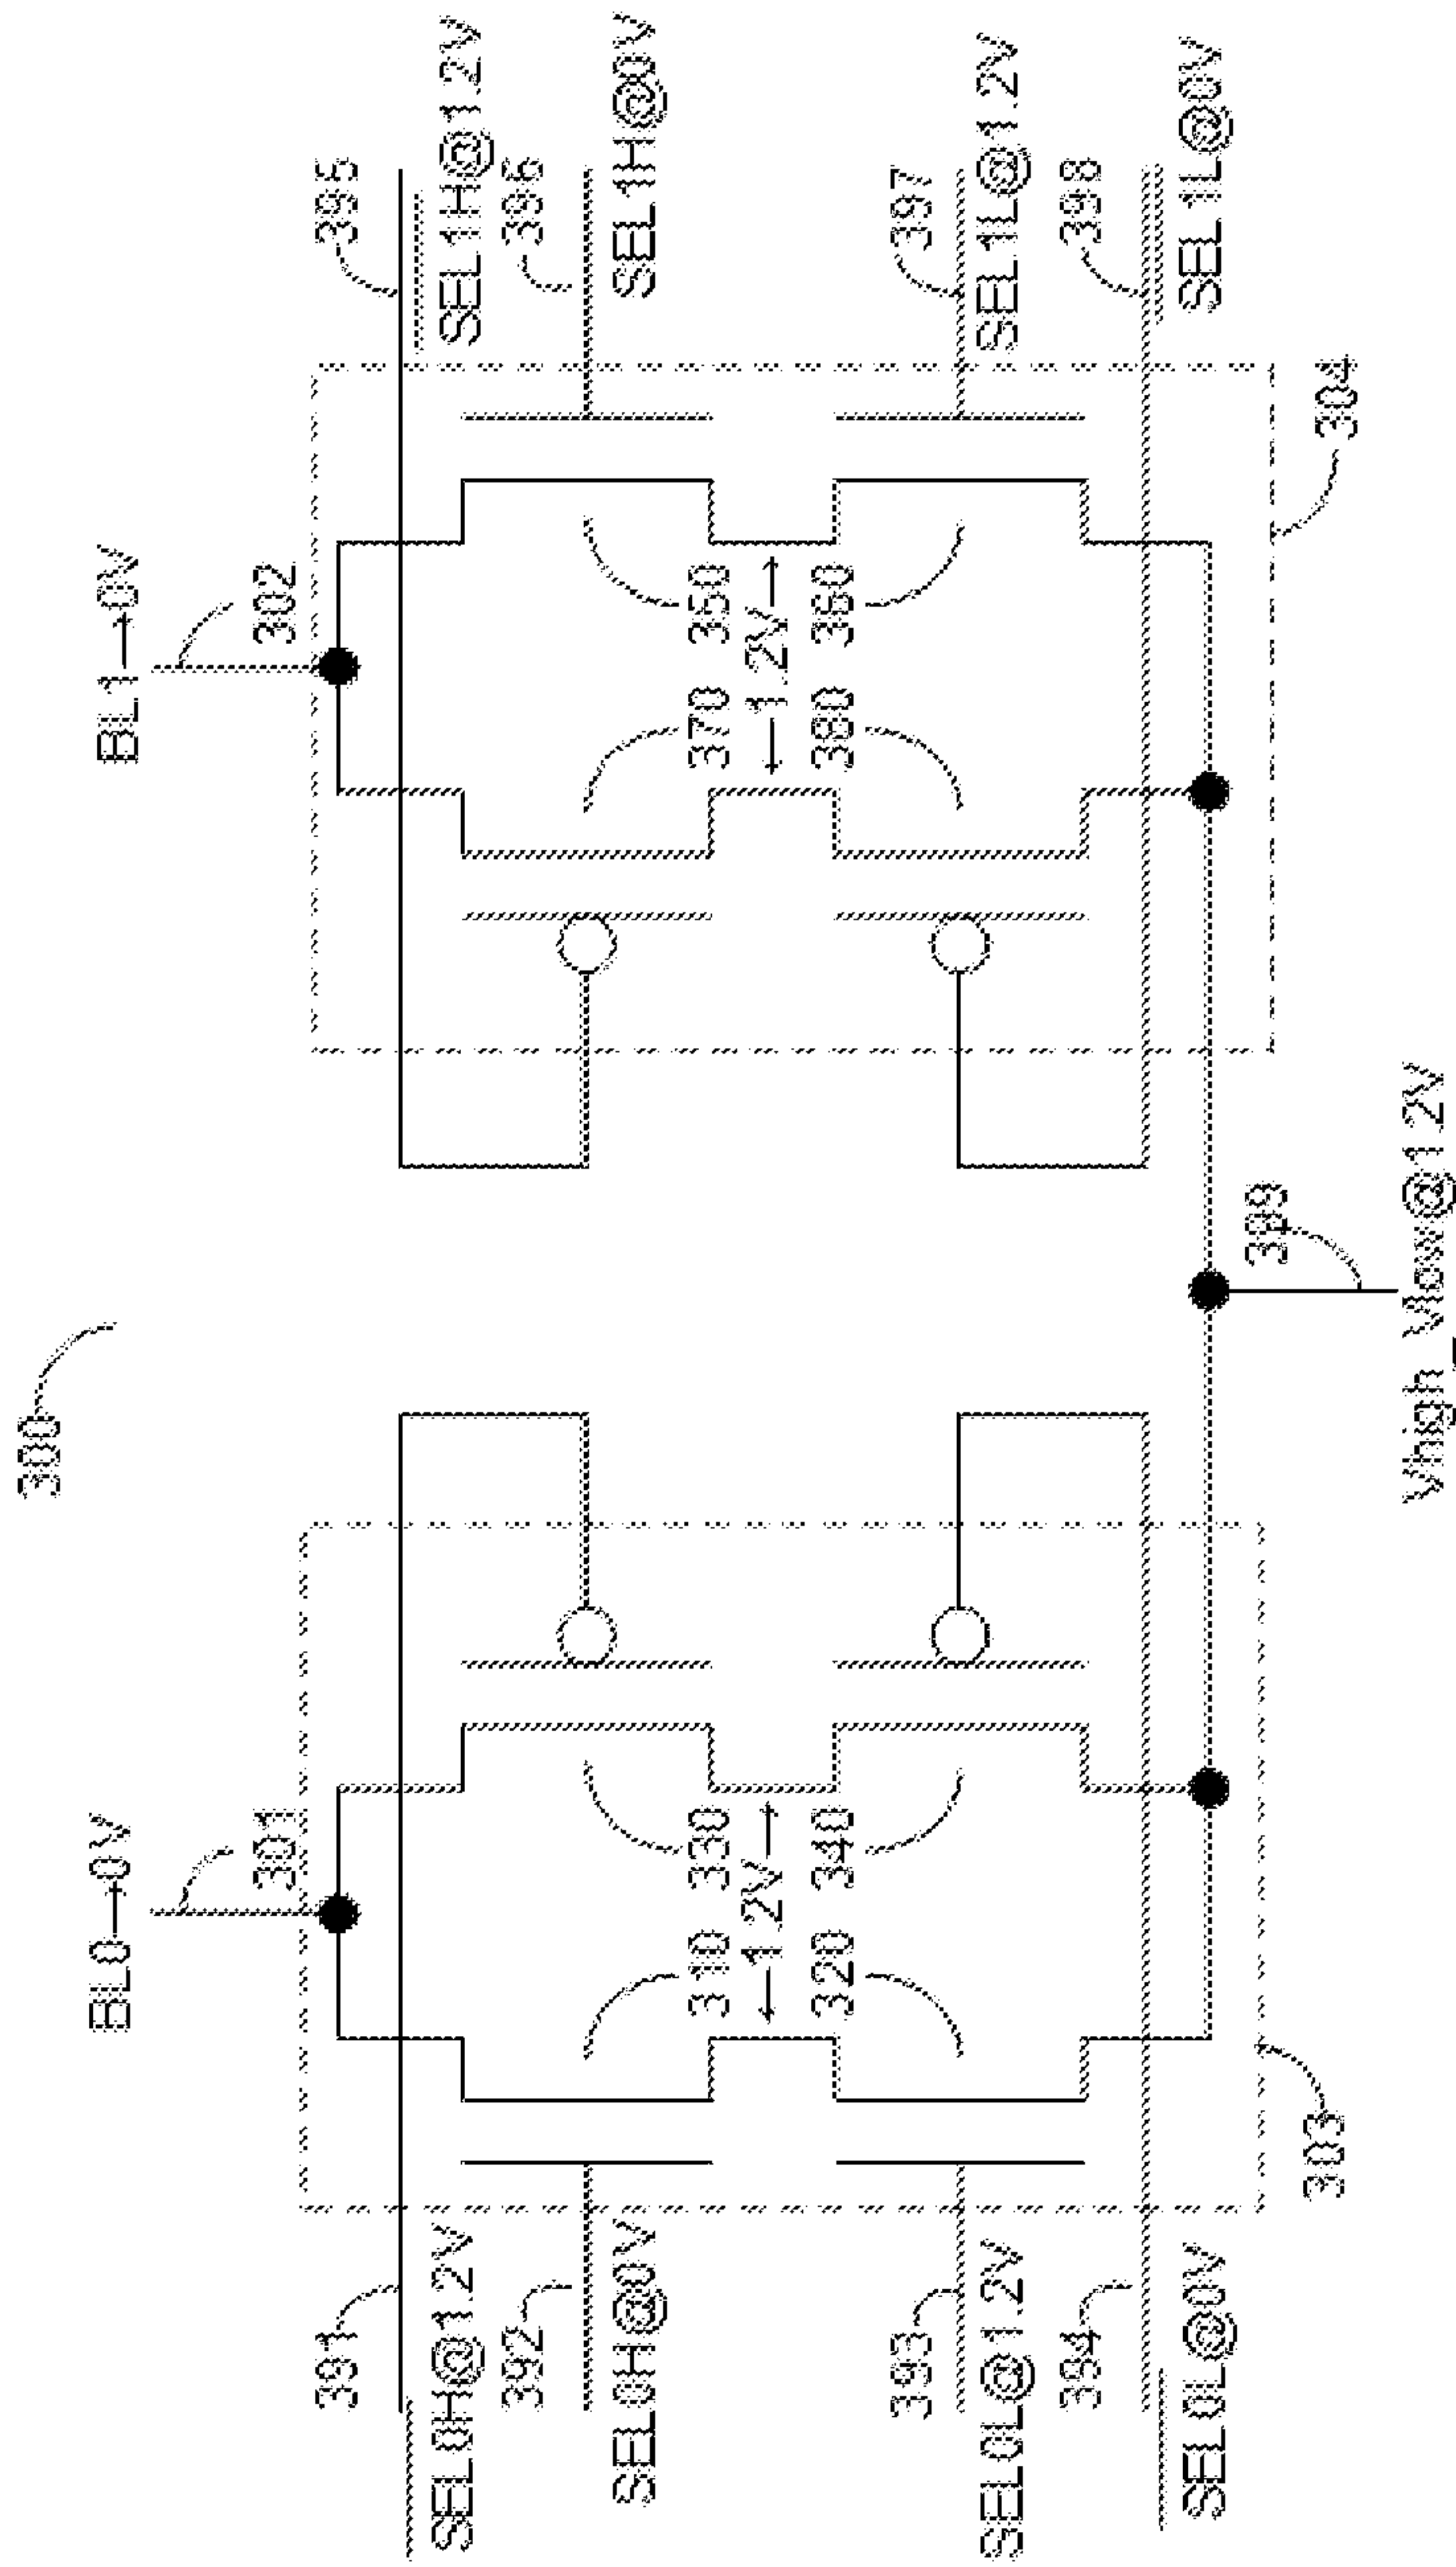 300
BL0→0V
BL1→0V
301
302
391
395
SEL0H@1.2V
SEL1H@1.2V
392
396
SEL0H@0V
SEL1H@0V
310
330
370
350
←1.2V→
←1.2V→
320
340
380
360
393
397
SEL0L@1.2V
SEL1L@1.2V
394
398
SEL0L@0V
SEL1L@0V
399
303
304
Vhigh_Vlow@1.2V